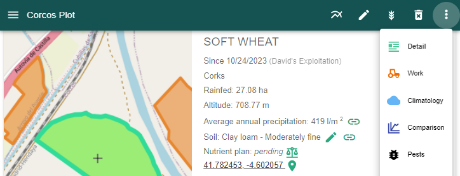 Corcos Plot
Avenida de Castilla
SOFT WHEAT
Since 10/24/2023 (David's Exploitation)
Corks
Rainfed: 27.08 ha
Altitude: 708.77 m
Average annual precipitation: 419 l/m²
Soil: Clay loam - Moderately fine
Nutrient plan: pending
41.782453, -4.602057
Detail
Work
Climatology
Comparison
Pests